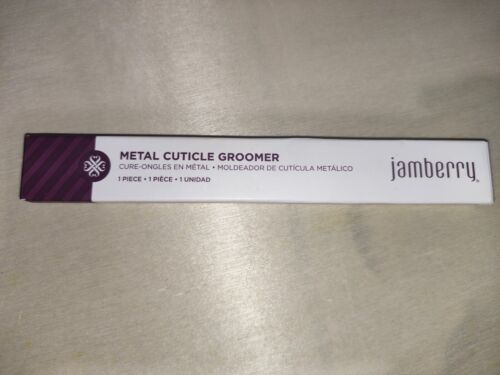 METAL CUTICLE GROOMER
CURE-ONGLES EN MÉTAL • MOLDEADOR DE CUTÍCULA METÁLICO
1 PIECE • 1 PIÈCE • 1 UNIDAD
jamberry®